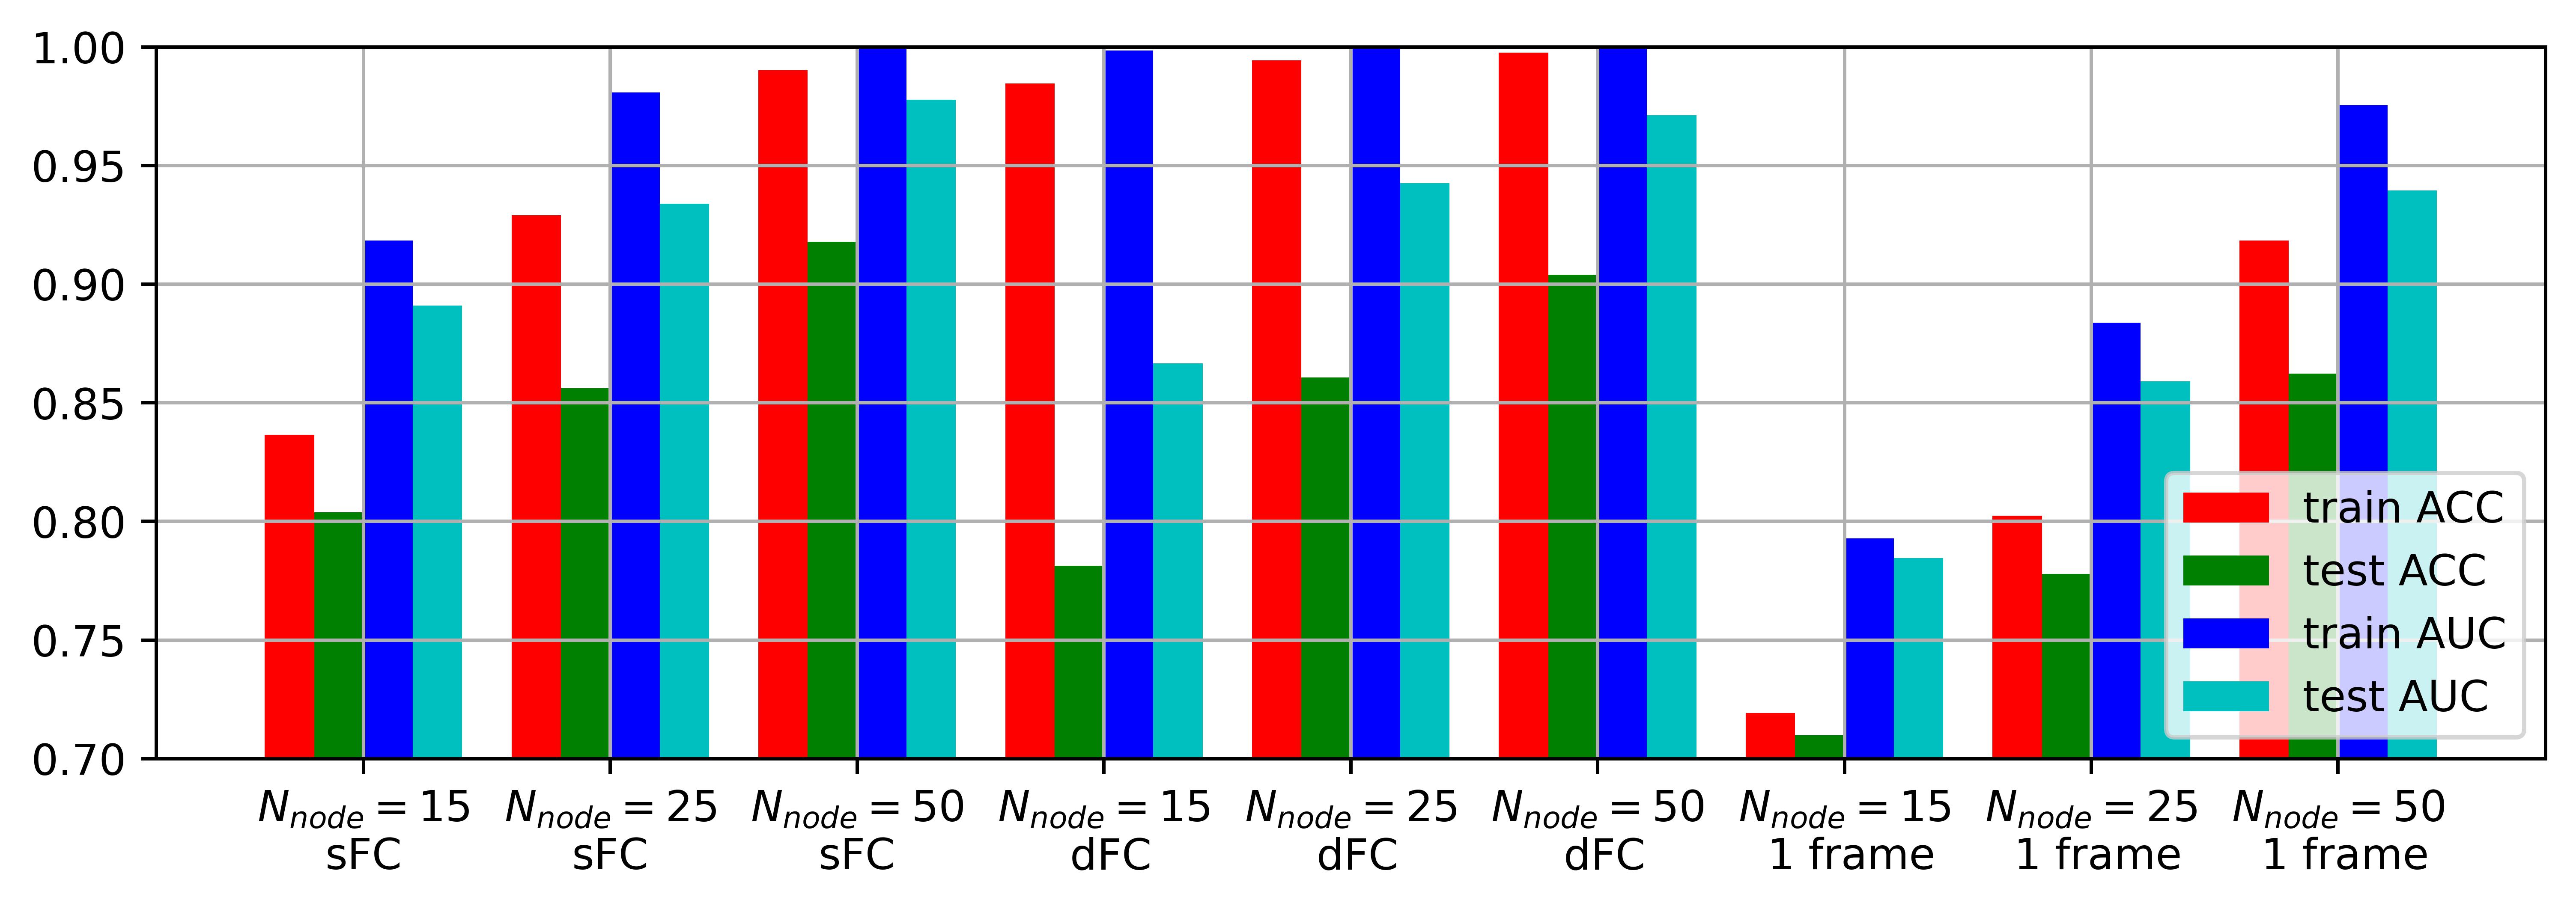 1.00
0.95
0.90
0.85
0.80
0.75
0.70
train ACC
test ACC
train AUC
test AUC
N_node = 15 N_node = 25 N_node = 50 N_node = 15 N_node = 25 N_node = 50 N_node = 15 N_node = 25 N_node = 50
sFC sFC sFC dFC dFC dFC 1 frame 1 frame 1 frame